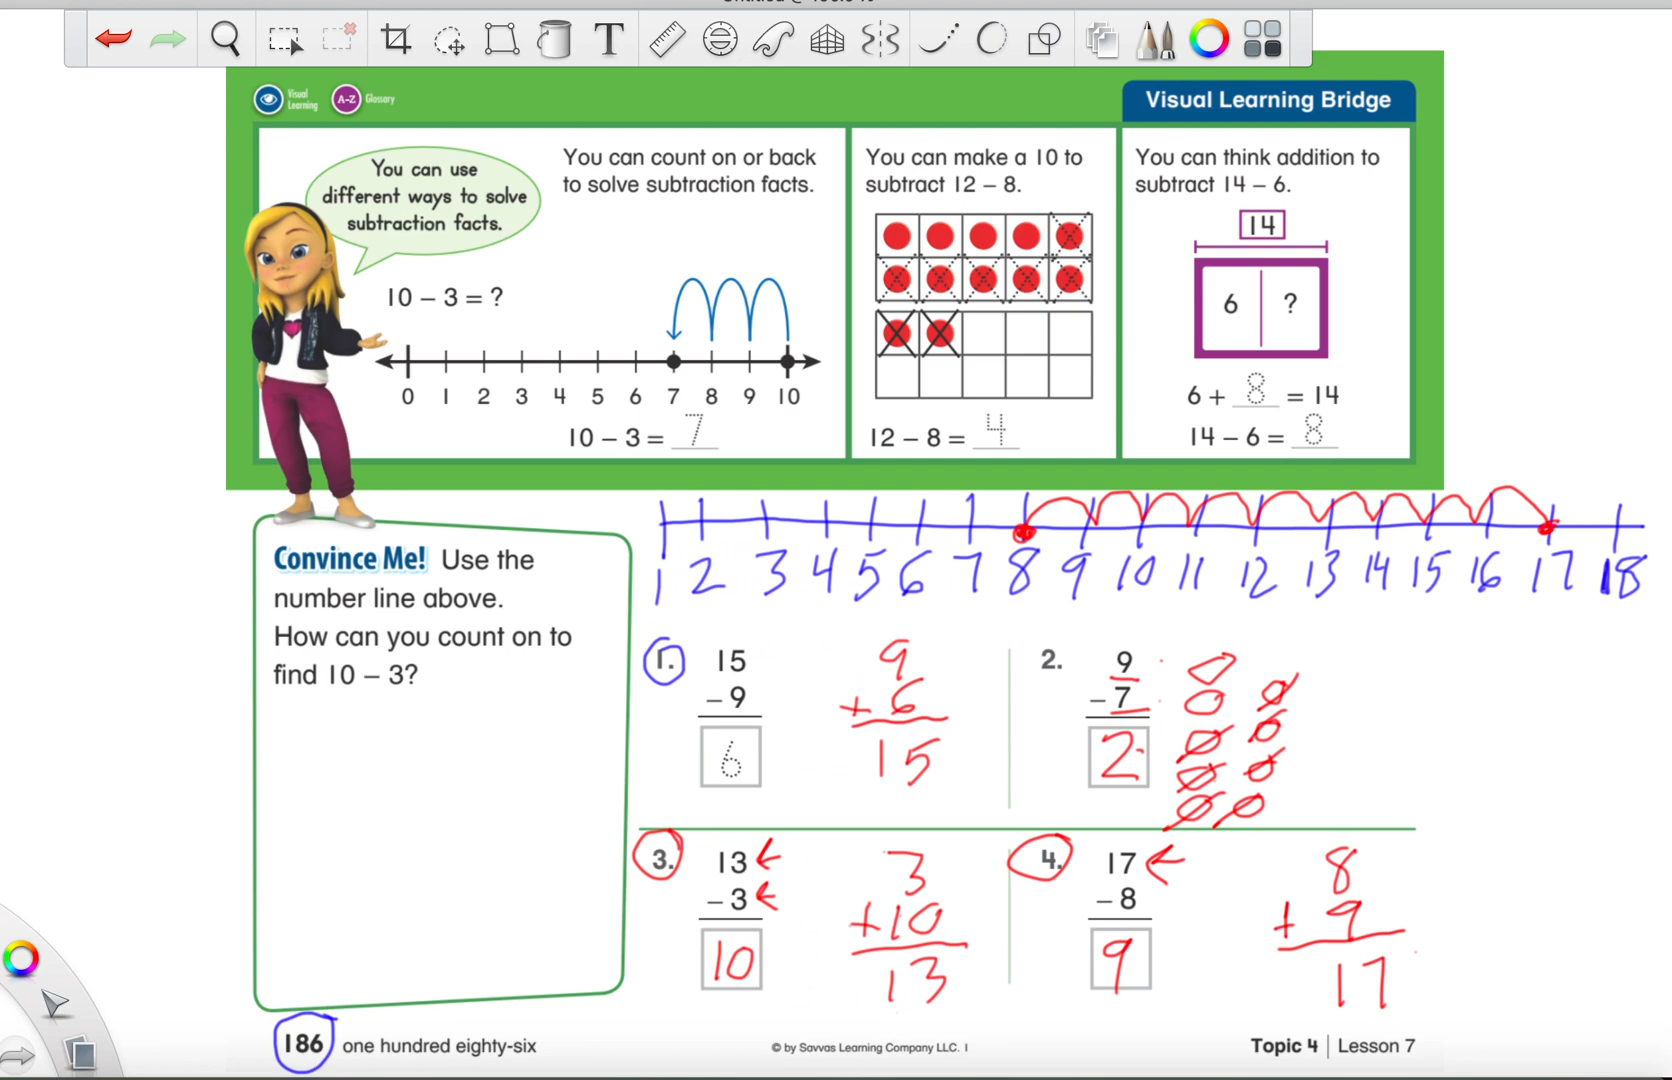 Visual Learning
A-Z Glossary
Visual Learning Bridge
You can use
different ways to solve
subtraction facts.
You can count on or back
to solve subtraction facts.
10 – 3 = ?
0 1 2 3 4 5 6 7 8 9 10
10 – 3 = 7
You can make a 10 to
subtract 12 – 8.
12 – 8 = 4
You can think addition to
subtract 14 – 6.
14
6 ?
6 + 8 = 14
14 – 6 = 8
1 2 3 4 5 6 7 8 9 10 11 12 13 14 15 16 17 18
Convince Me! Use the
number line above.
How can you count on to
find 10 – 3?
1. 15
– 9
6
9
+ 6
15
2. 9
– 7
2
3. 13
– 3
10
3
+10
13
4. 17
– 8
9
8
+ 9
17
186 one hundred eighty-six
© by Savvas Learning Company LLC. 1
Topic 4 | Lesson 7